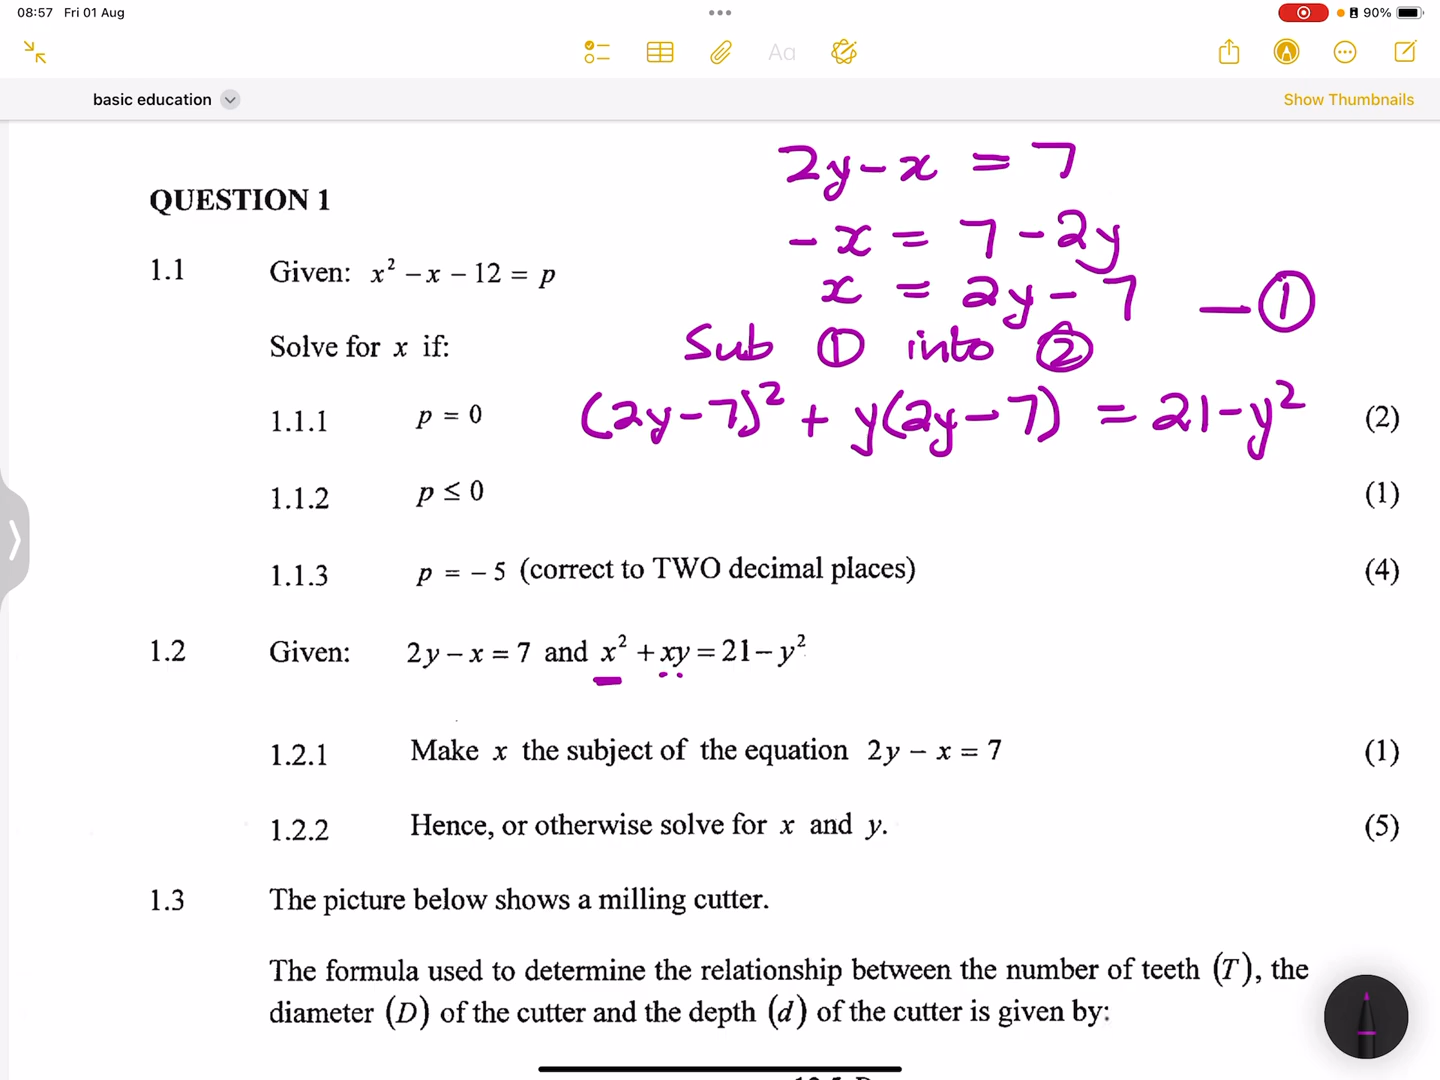 08:57 Fri 01 Aug
90%
Aa
basic education
Show Thumbnails
2y - x = 7
QUESTION 1
- x = 7 - 2y
1.1 Given: x² - x - 12 = p
x = 2y - 7 — ①
Solve for x if:
Sub ① into ②
1.1.1 p = 0 (2)
(2y - 7)² + y(2y - 7) = 21 - y²
1.1.2 p ≤ 0 (1)
1.1.3 p = - 5 (correct to TWO decimal places) (4)
1.2 Given: 2y - x = 7 and x² + xy = 21 - y²
1.2.1 Make x the subject of the equation 2y - x = 7 (1)
1.2.2 Hence, or otherwise solve for x and y. (5)
1.3 The picture below shows a milling cutter.
The formula used to determine the relationship between the number of teeth (T), the
diameter (D) of the cutter and the depth (d) of the cutter is given by: